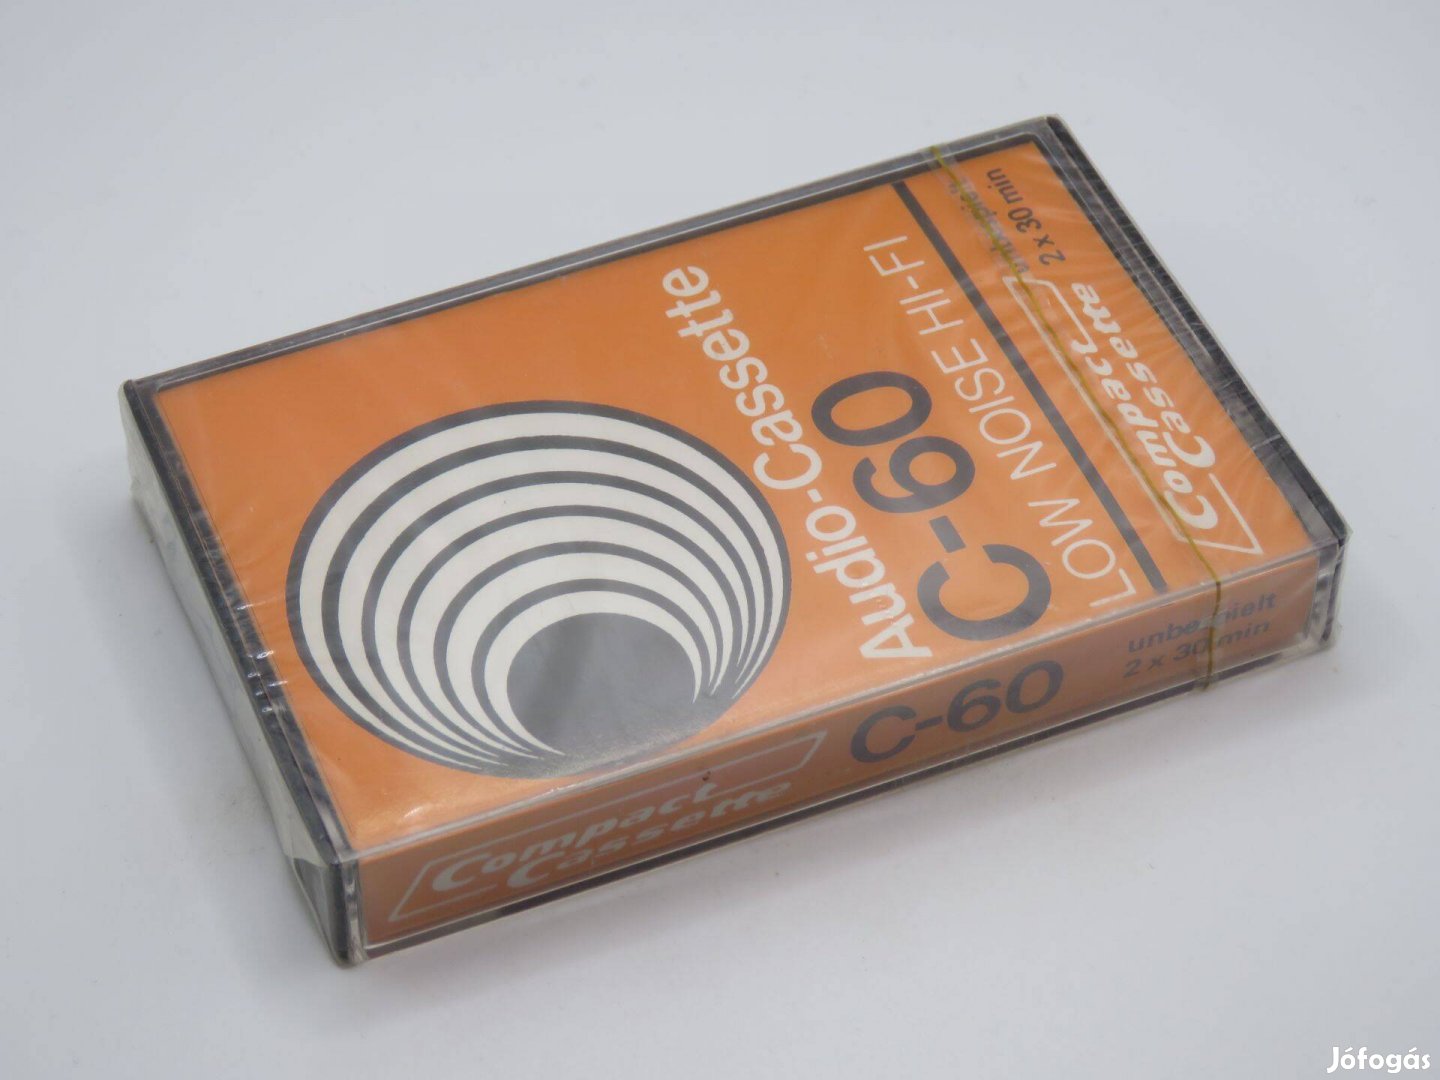 Audio-Cassette
C-60
LOW NOISE HI-FI
Compact
Cassette
unbespielt
2 x 30 min
Compact
Cassette
C-60
unbespielt
2 x 30 min
Jófogás